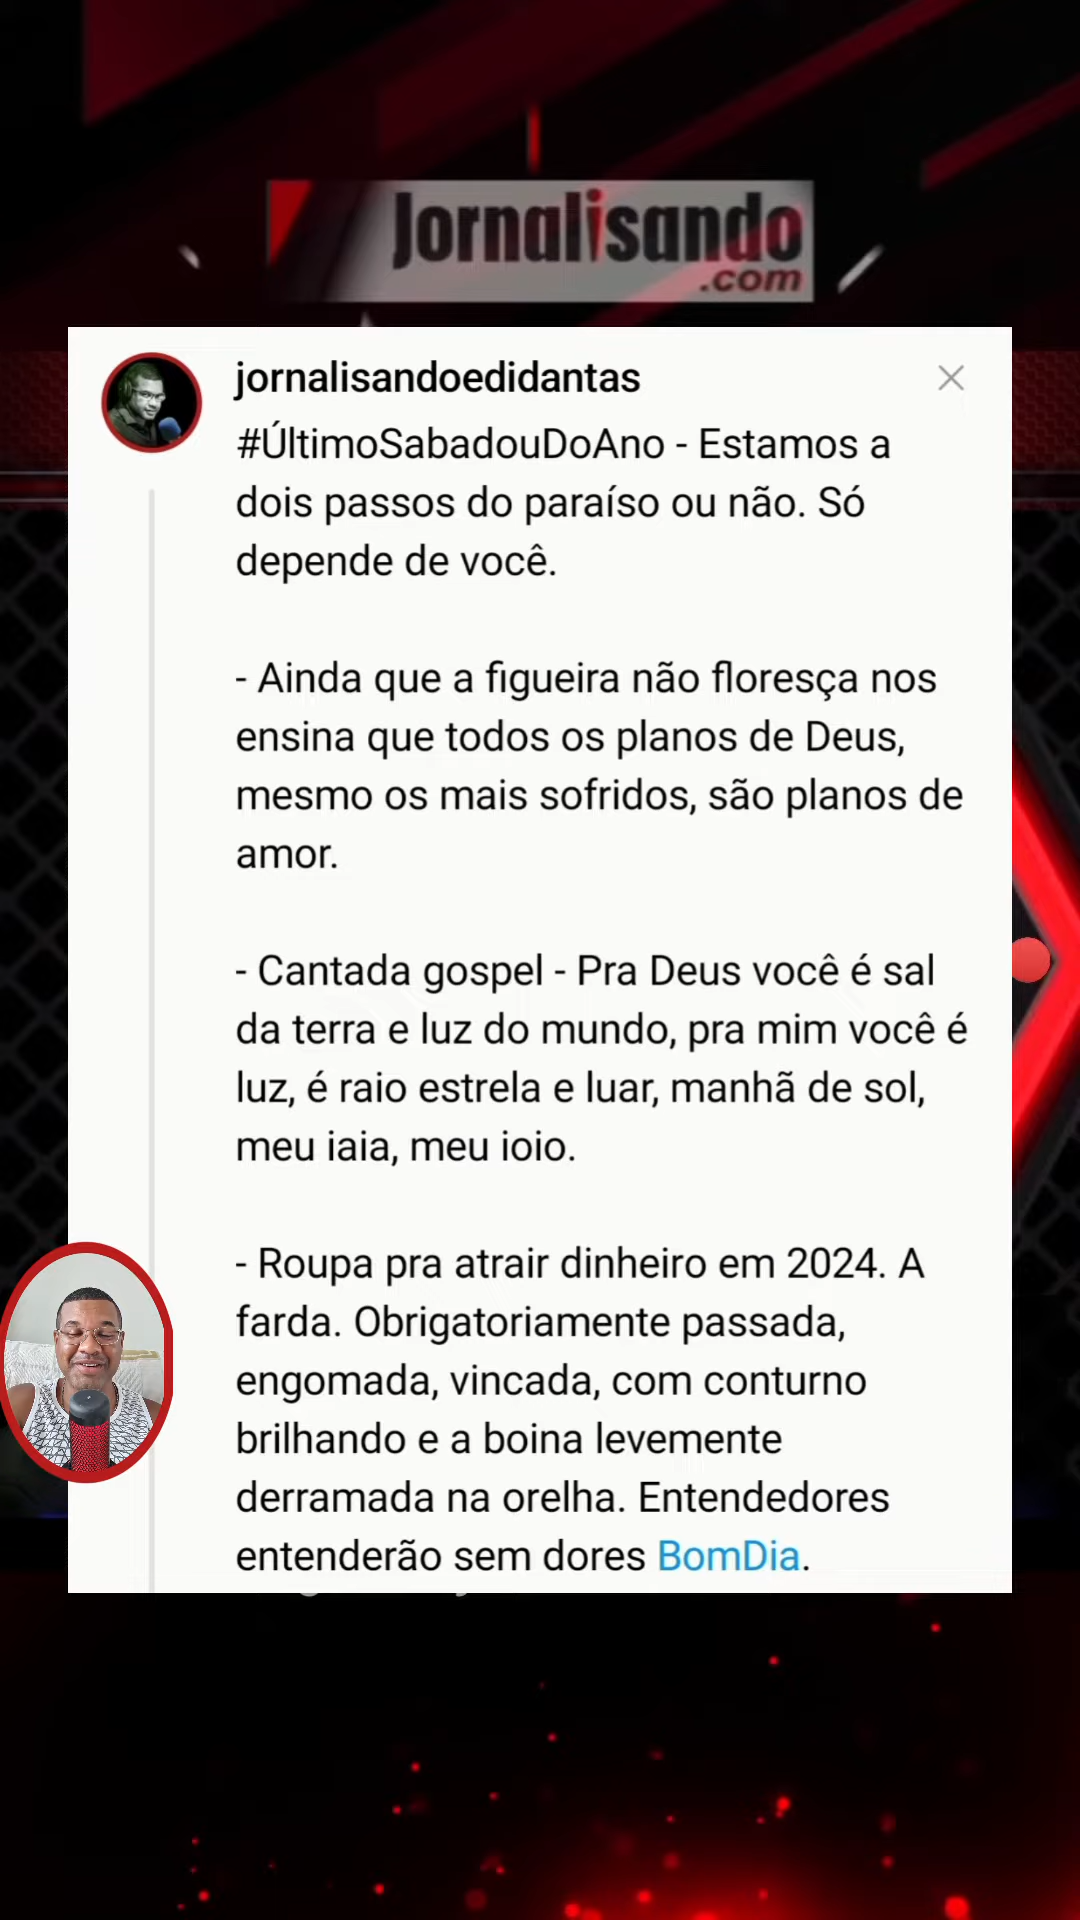 Jornalisando
.com
jornalisandoedidantas
#ÚltimoSabadouDoAno - Estamos a
dois passos do paraíso ou não. Só
depende de você.
- Ainda que a figueira não floresça nos
ensina que todos os planos de Deus,
mesmo os mais sofridos, são planos de
amor.
- Cantada gospel - Pra Deus você é sal
da terra e luz do mundo, pra mim você é
luz, é raio estrela e luar, manhã de sol,
meu iaia, meu ioio.
- Roupa pra atrair dinheiro em 2024. A
farda. Obrigatoriamente passada,
engomada, vincada, com conturno
brilhando e a boina levemente
derramada na orelha. Entendedores
entenderão sem dores BomDia.